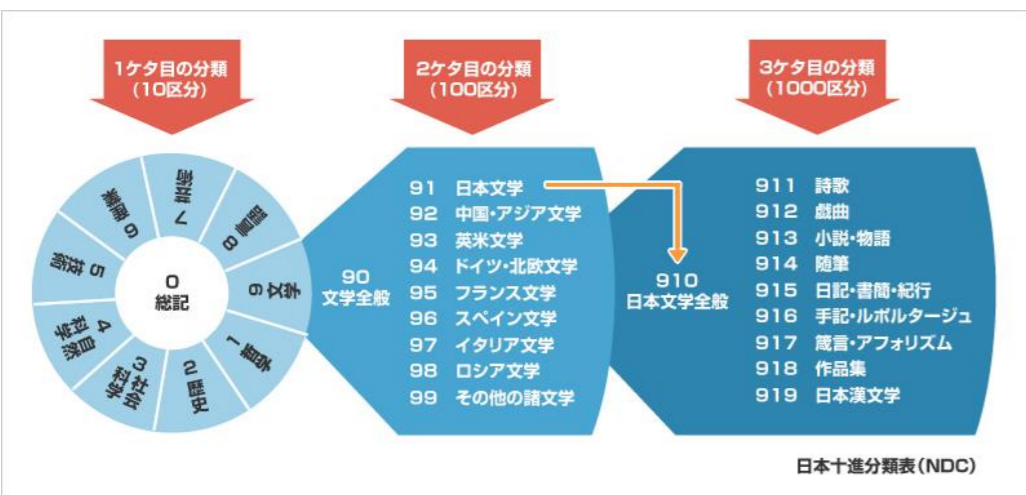 1ケタ目の分類
(10区分)
2ケタ目の分類
(100区分)
3ケタ目の分類
(1000区分)
0
総記
1 哲学
2 歴史
3 社会
科学
4 自然
科学
5 技術
6 産業
7 芸術
8 言語
9 文学
90
文学全般
91 日本文学
92 中国・アジア文学
93 英米文学
94 ドイツ・北欧文学
95 フランス文学
96 スペイン文学
97 イタリア文学
98 ロシア文学
99 その他の諸文学
910
日本文学全般
911 詩歌
912 戯曲
913 小説・物語
914 随筆
915 日記・書簡・紀行
916 手記・ルポルタージュ
917 箴言・アフォリズム
918 作品集
919 日本漢文学
日本十進分類表(NDC)